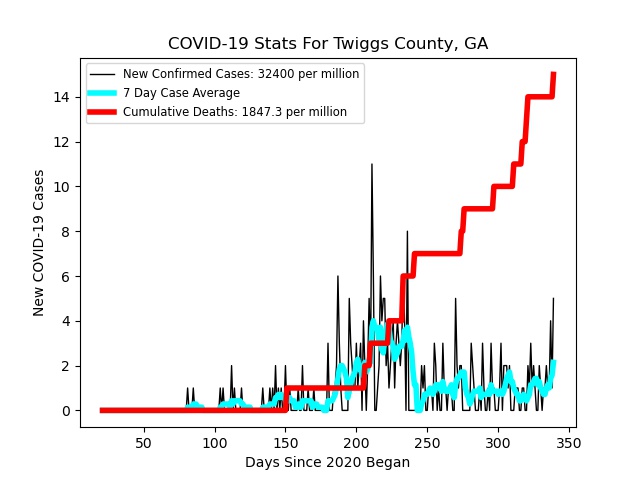 COVID-19 Stats For Twiggs County, GA
New Confirmed Cases: 32400 per million
7 Day Case Average
Cumulative Deaths: 1847.3 per million
New COVID-19 Cases
14
12
10
8
6
4
2
0
50 100 150 200 250 300 350
Days Since 2020 Began